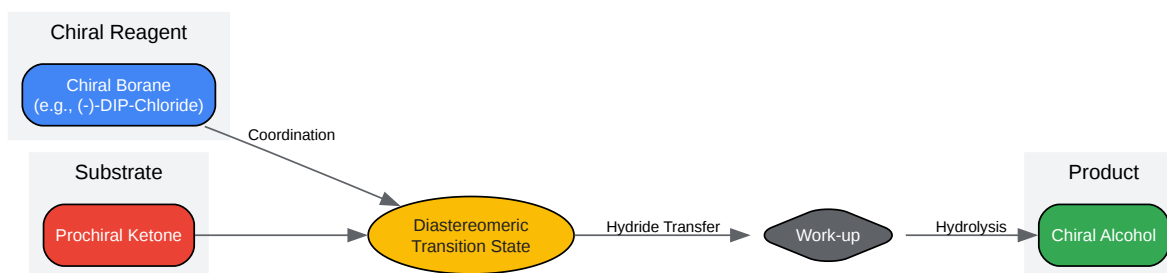 Chiral Reagent
Chiral Borane
(e.g., (-)-DIP-Chloride)
Coordination
Substrate
Prochiral Ketone
Diastereomeric
Transition State
Hydride Transfer
Work-up
Hydrolysis
Product
Chiral Alcohol